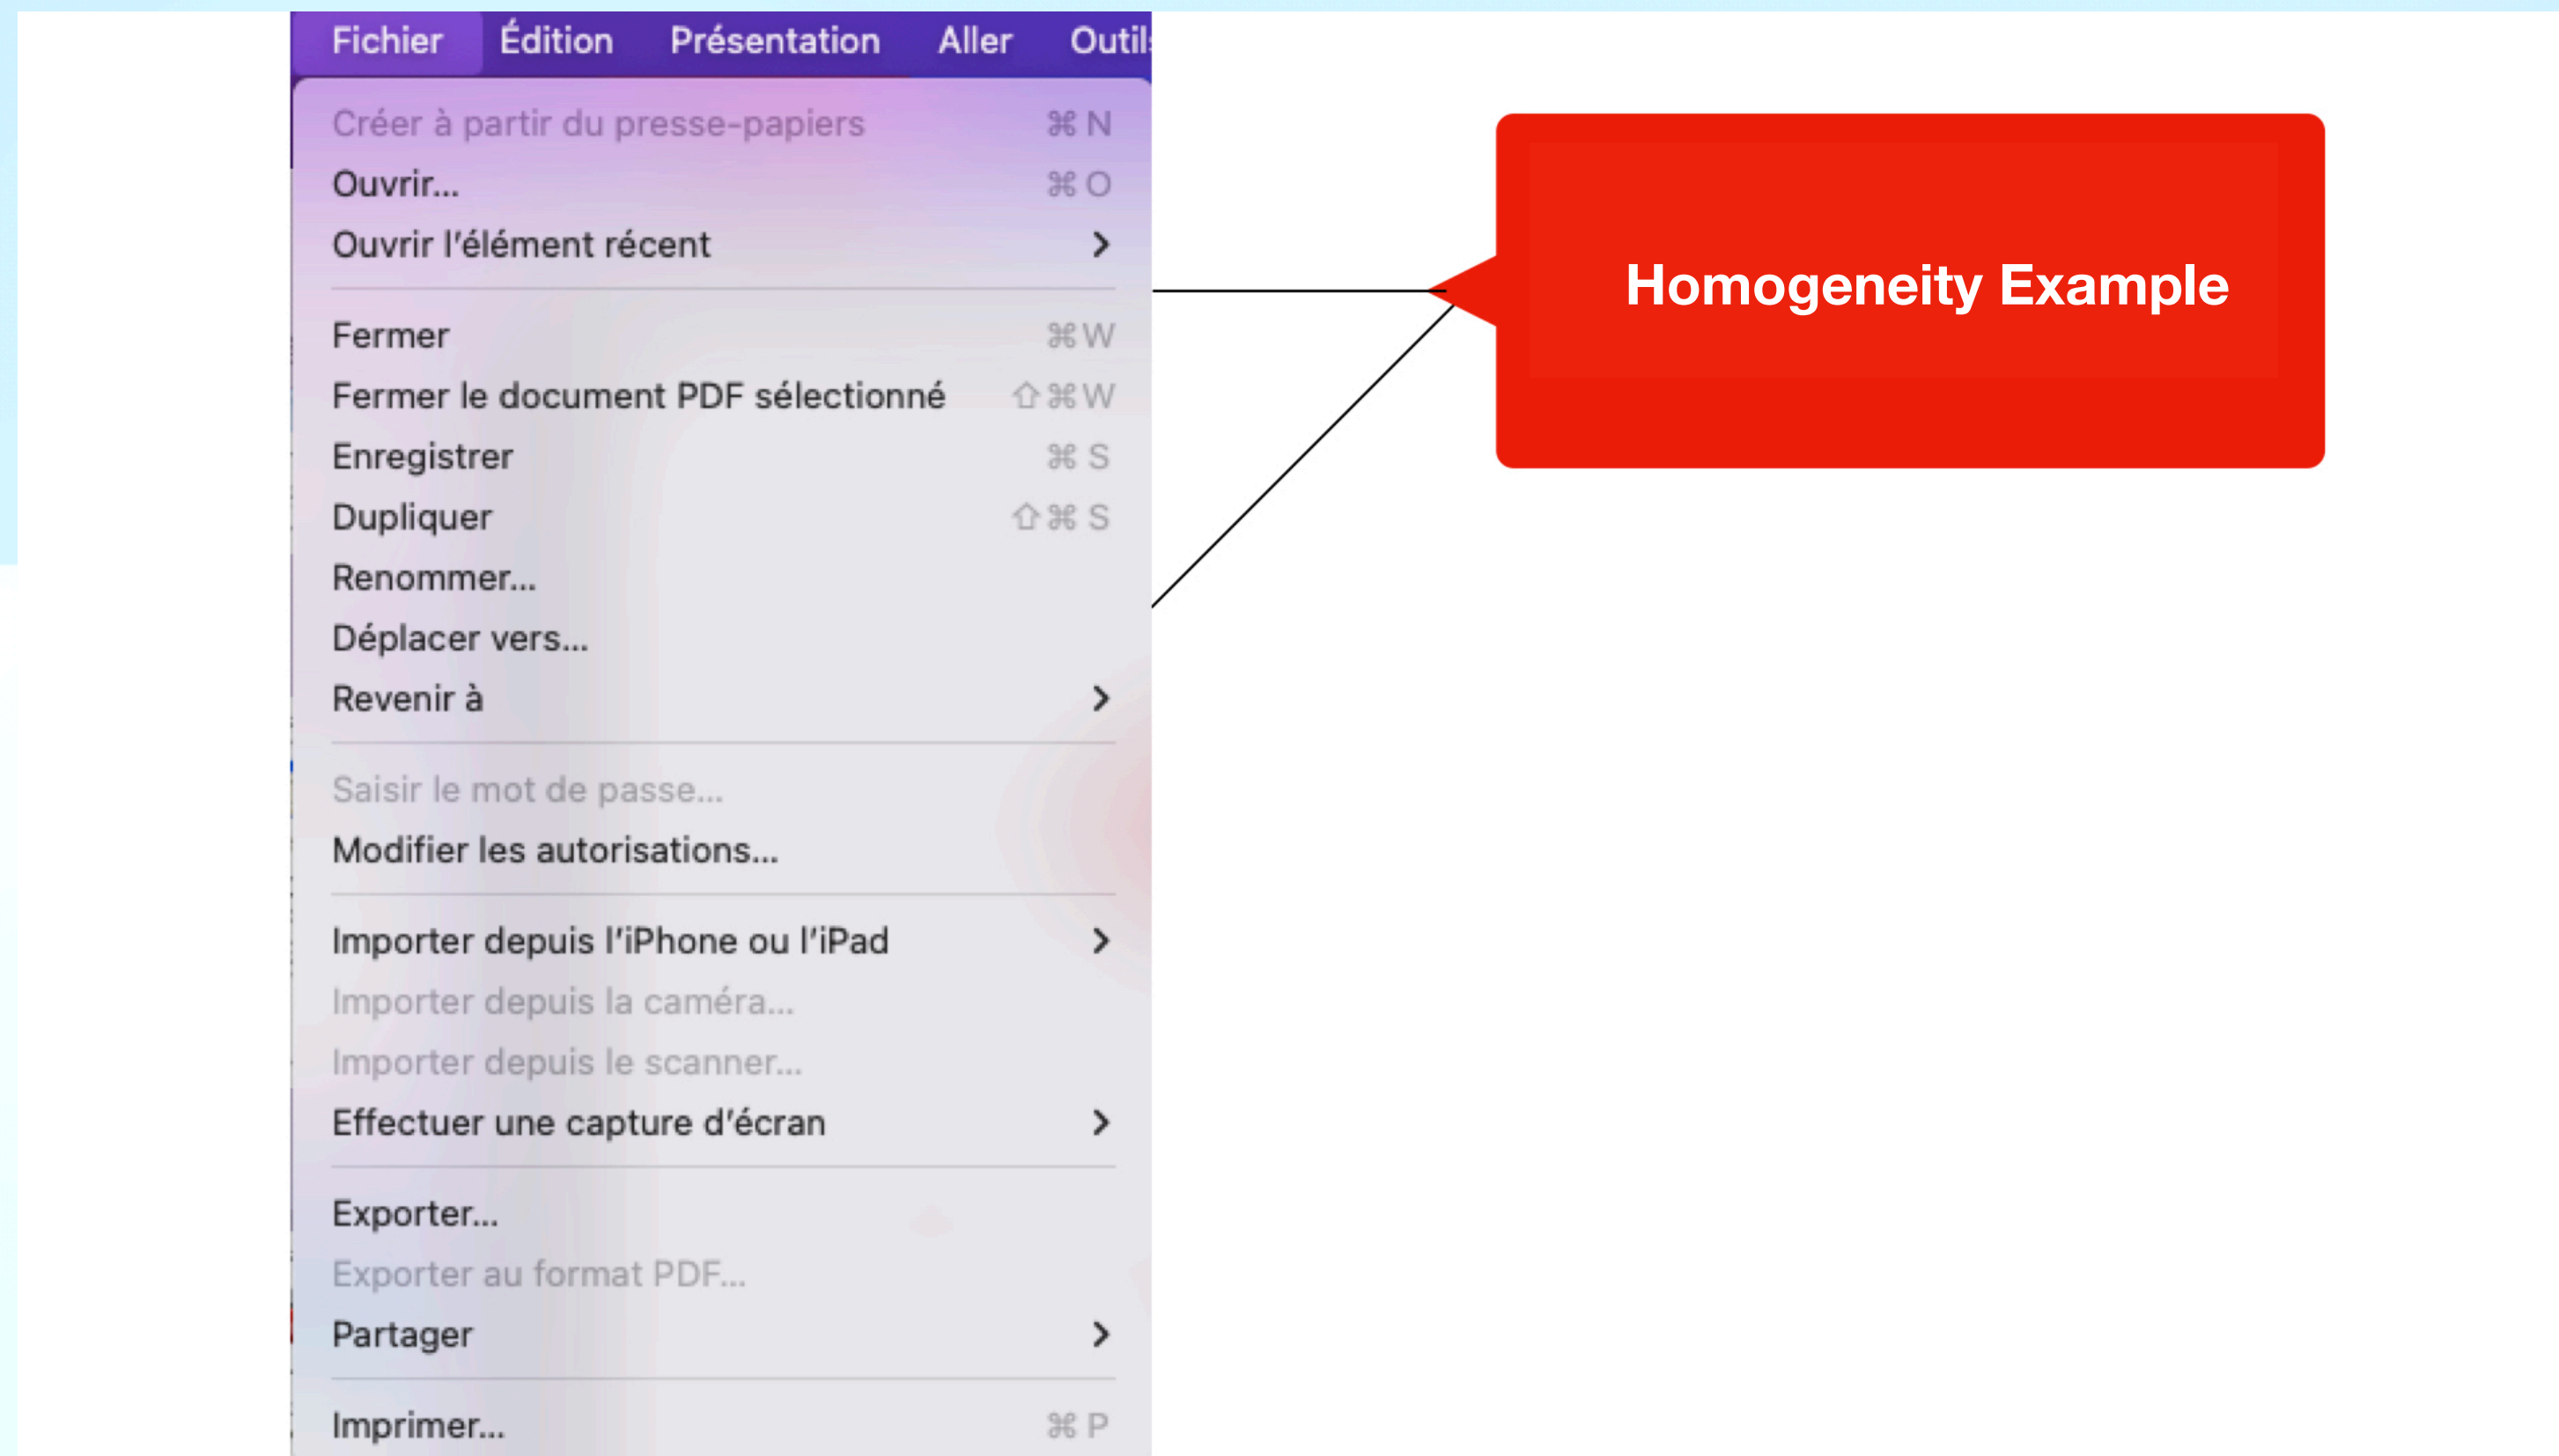 Fichier Édition Présentation Aller Outils
Créer à partir du presse-papiers ⌘ N
Ouvrir... ⌘ O
Ouvrir l'élément récent >
Homogeneity Example
Fermer ⌘ W
Fermer le document PDF sélectionné ⇧ ⌘ W
Enregistrer ⌘ S
Dupliquer ⇧ ⌘ S
Renommer...
Déplacer vers...
Revenir à >
Saisir le mot de passe...
Modifier les autorisations...
Importer depuis l'iPhone ou l'iPad >
Importer depuis la caméra...
Importer depuis le scanner...
Effectuer une capture d'écran >
Exporter...
Exporter au format PDF...
Partager >
Imprimer... ⌘ P